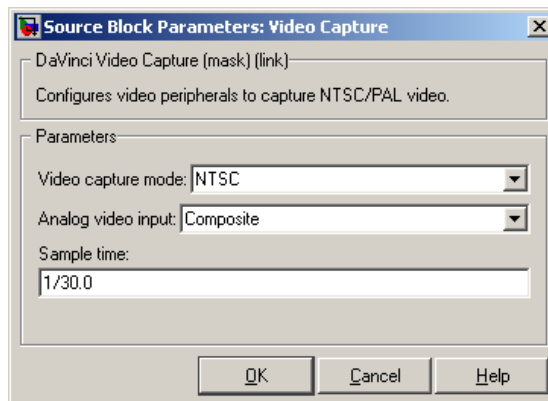 Source Block Parameters: Video Capture
DaVinci Video Capture (mask) (link)
Configures video peripherals to capture NTSC/PAL video.
Parameters
Video capture mode: NTSC
Analog video input: Composite
Sample time:
1/30.0
OK Cancel Help